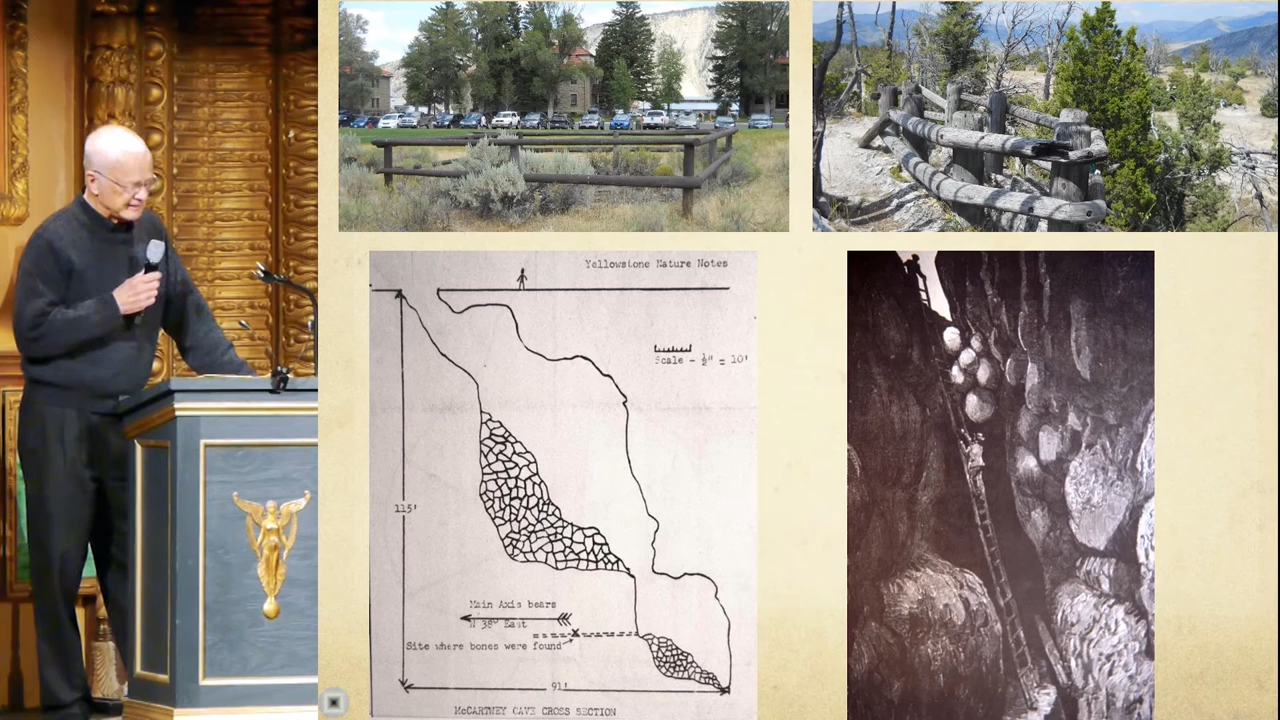 Yellowstone Nature Notes
Scale - ½" = 10'
115'
Main Axis bears
N 38° East
Site where bones were found
91'
McCARTNEY CAVE CROSS SECTION